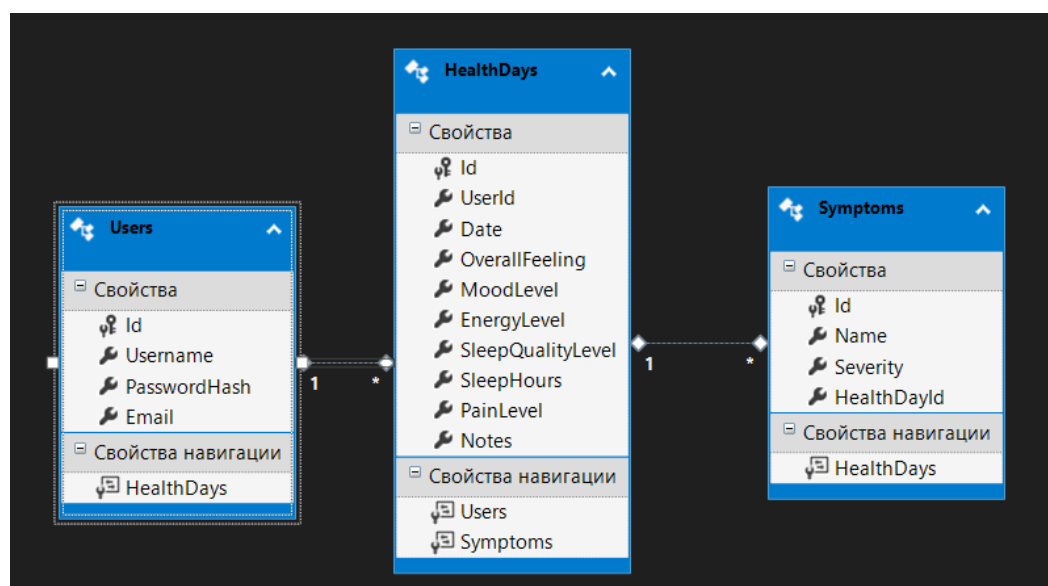 Users
Свойства
Id
Username
PasswordHash
Email
Свойства навигации
HealthDays
1
*
HealthDays
Свойства
Id
UserId
Date
OverallFeeling
MoodLevel
EnergyLevel
SleepQualityLevel
SleepHours
PainLevel
Notes
Свойства навигации
Users
Symptoms
1
*
Symptoms
Свойства
Id
Name
Severity
HealthDayId
Свойства навигации
HealthDays